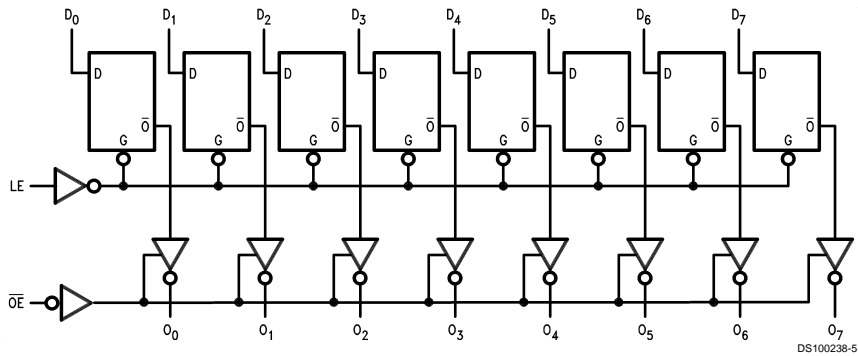 D₀ D₁ D₂ D₃ D₄ D₅ D₆ D₇
D D D D D D D D
O̅ O̅ O̅ O̅ O̅ O̅ O̅ O̅
G G G G G G G G
LE
O̅E̅
O₀ O₁ O₂ O₃ O₄ O₅ O₆ O₇
DS100238-5